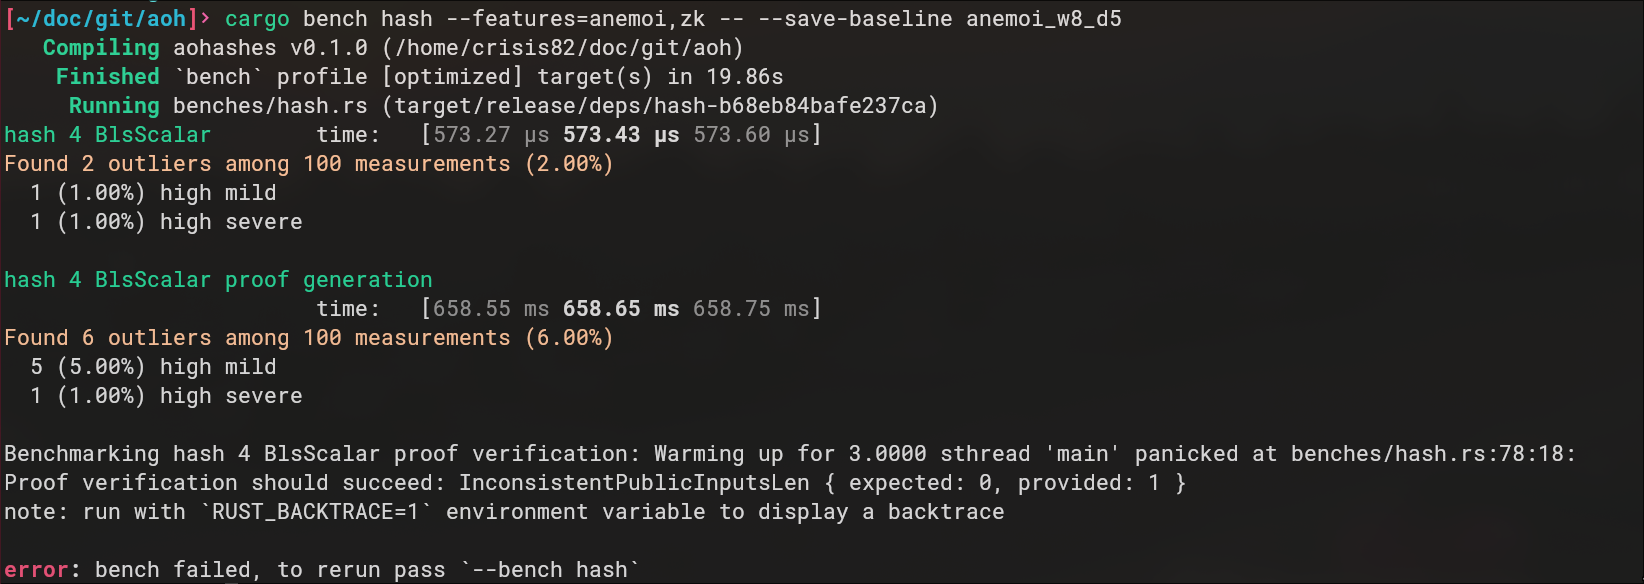 [~/doc/git/aoh]> cargo bench hash --features=anemoi,zk -- --save-baseline anemoi_w8_d5
   Compiling aohashes v0.1.0 (/home/crisis82/doc/git/aoh)
    Finished `bench` profile [optimized] target(s) in 19.86s
     Running benches/hash.rs (target/release/deps/hash-b68eb84bafe237ca)
hash 4 BlsScalar        time:   [573.27 µs 573.43 µs 573.60 µs]
Found 2 outliers among 100 measurements (2.00%)
  1 (1.00%) high mild
  1 (1.00%) high severe
hash 4 BlsScalar proof generation
                        time:   [658.55 ms 658.65 ms 658.75 ms]
Found 6 outliers among 100 measurements (6.00%)
  5 (5.00%) high mild
  1 (1.00%) high severe
Benchmarking hash 4 BlsScalar proof verification: Warming up for 3.0000 sthread 'main' panicked at benches/hash.rs:78:18:
Proof verification should succeed: InconsistentPublicInputsLen { expected: 0, provided: 1 }
note: run with `RUST_BACKTRACE=1` environment variable to display a backtrace
error: bench failed, to rerun pass `--bench hash`